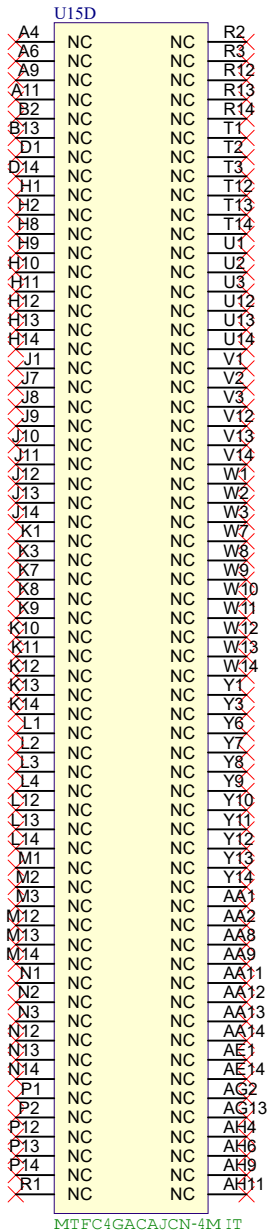 U15D
A4 NC NC R2
A6 NC NC R3
A9 NC NC R12
A11 NC NC R13
B2 NC NC R14
B13 NC NC T1
D1 NC NC T2
D14 NC NC T3
H1 NC NC T12
H2 NC NC T13
H8 NC NC T14
H9 NC NC U1
H10 NC NC U2
H11 NC NC U3
H12 NC NC U12
H13 NC NC U13
H14 NC NC U14
J1 NC NC V1
J7 NC NC V2
J8 NC NC V3
J9 NC NC V12
J10 NC NC V13
J11 NC NC V14
J12 NC NC W1
J13 NC NC W2
J14 NC NC W3
K1 NC NC W7
K3 NC NC W8
K7 NC NC W9
K8 NC NC W10
K9 NC NC W11
K10 NC NC W12
K11 NC NC W13
K12 NC NC W14
K13 NC NC Y1
K14 NC NC Y3
L1 NC NC Y6
L2 NC NC Y7
L3 NC NC Y8
L4 NC NC Y9
L12 NC NC Y10
L13 NC NC Y11
L14 NC NC Y12
M1 NC NC Y13
M2 NC NC Y14
M3 NC NC AA1
M12 NC NC AA2
M13 NC NC AA8
M14 NC NC AA9
N1 NC NC AA11
N2 NC NC AA12
N3 NC NC AA13
N12 NC NC AA14
N13 NC NC AE1
N14 NC NC AE14
P1 NC NC AG2
P2 NC NC AG13
P12 NC NC AH4
P13 NC NC AH6
P14 NC NC AH9
R1 NC NC AH11
MTFC4GACAJCN-4M IT